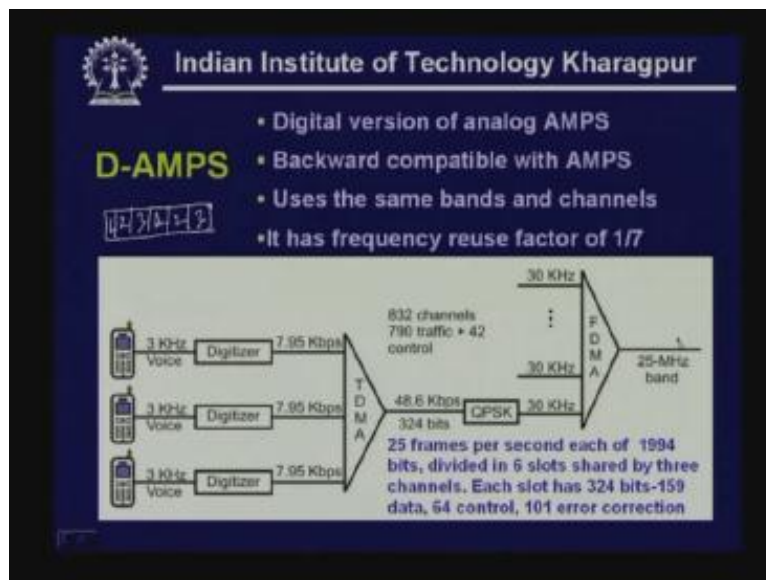 Indian Institute of Technology Kharagpur
D-AMPS
• Digital version of analog AMPS
• Backward compatible with AMPS
• Uses the same bands and channels
•It has frequency reuse factor of 1/7
3 KHz
Voice
Digitizer
7.95 Kbps
3 KHz
Voice
Digitizer
7.95 Kbps
3 KHz
Voice
Digitizer
7.95 Kbps
TDMA
832 channels
790 traffic + 42
control
48.6 Kbps
324 bits
QPSK
30 KHz
30 KHz
30 KHz
FDMA
25-MHz
band
25 frames per second each of 1994
bits, divided in 6 slots shared by three
channels. Each slot has 324 bits-159
data, 64 control, 101 error correction